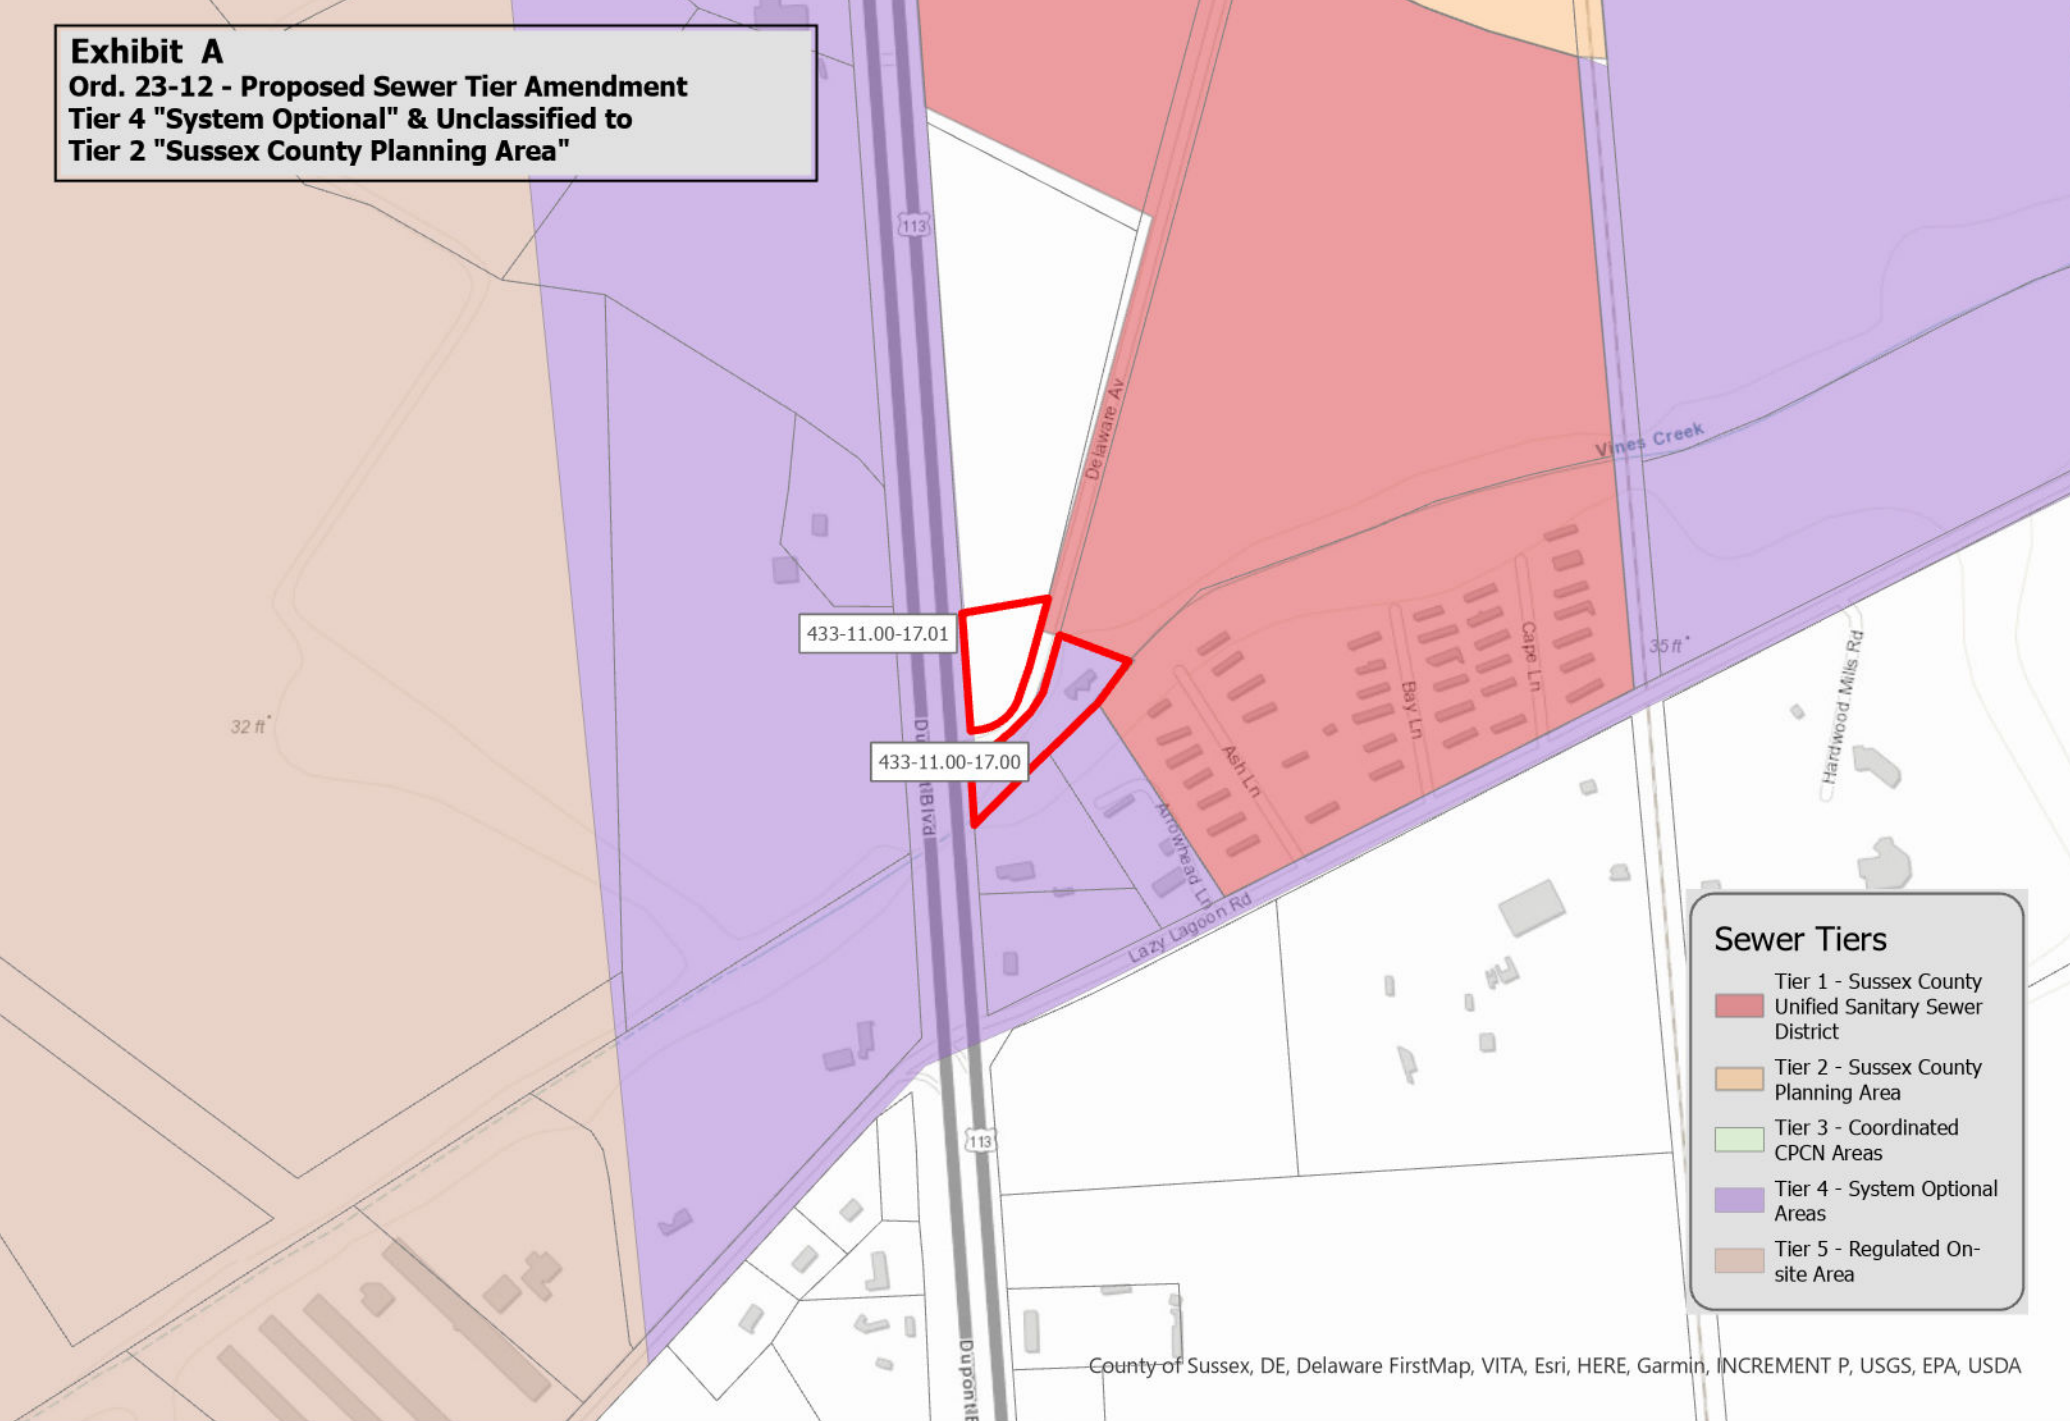 Exhibit A
Ord. 23-12 - Proposed Sewer Tier Amendment
Tier 4 "System Optional" & Unclassified to
Tier 2 "Sussex County Planning Area"
113
Delaware Av
Vines Creek
433-11.00-17.01
35 ft
Hardwood Mills Rd
Cape Ln
Bay Ln
Ash Ln
32 ft
433-11.00-17.00
Arrowhead Ln
Lazy Lagoon Rd
113
Sewer Tiers
Tier 1 - Sussex County
Unified Sanitary Sewer
District
Tier 2 - Sussex County
Planning Area
Tier 3 - Coordinated
CPCN Areas
Tier 4 - System Optional
Areas
Tier 5 - Regulated On-
site Area
County of Sussex, DE, Delaware FirstMap, VITA, Esri, HERE, Garmin, INCREMENT P, USGS, EPA, USDA